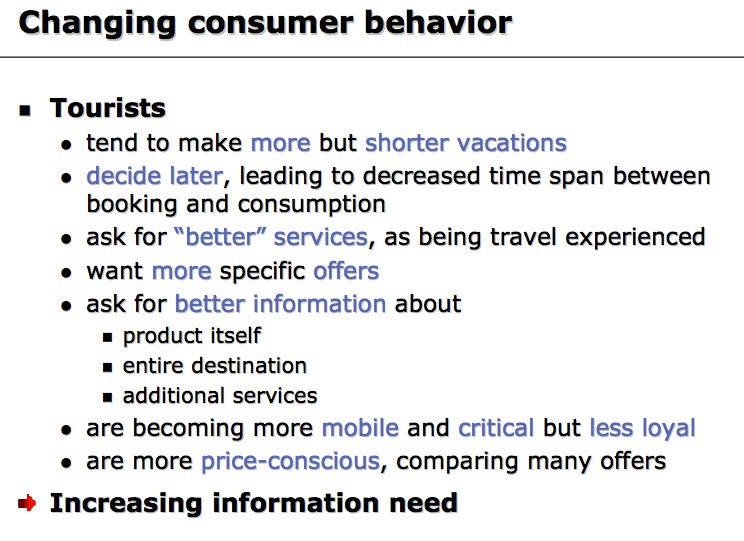 Changing consumer behavior
Tourists
tend to make more but shorter vacations
decide later, leading to decreased time span between
booking and consumption
ask for “better” services, as being travel experienced
want more specific offers
ask for better information about
product itself
entire destination
additional services
are becoming more mobile and critical but less loyal
are more price-conscious, comparing many offers
Increasing information need